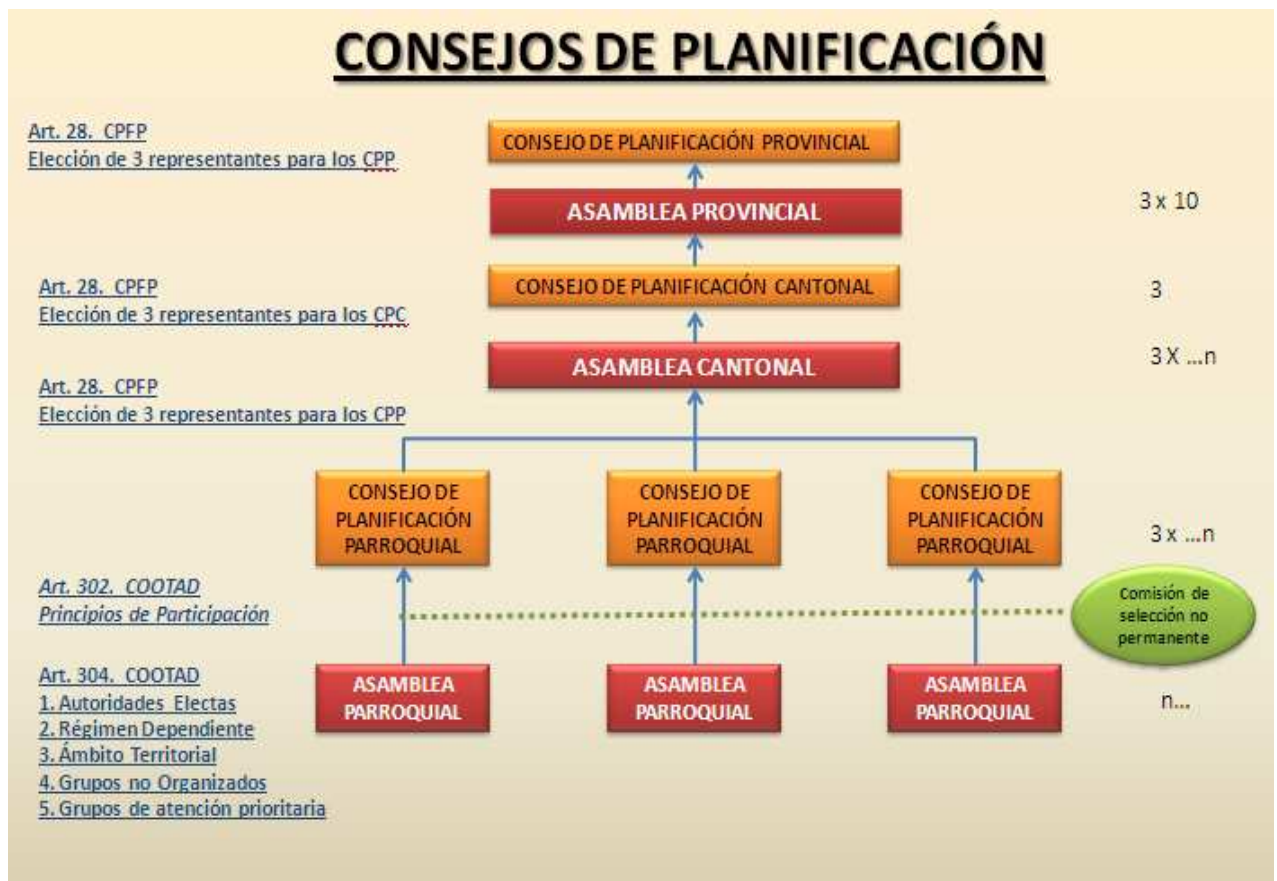 CONSEJOS DE PLANIFICACIÓN
Art. 28. CPFP
Elección de 3 representantes para los CPP
CONSEJO DE PLANIFICACIÓN PROVINCIAL
ASAMBLEA PROVINCIAL
3 x 10
Art. 28. CPFP
Elección de 3 representantes para los CPC
CONSEJO DE PLANIFICACIÓN CANTONAL
3
ASAMBLEA CANTONAL
3 X ...n
Art. 28. CPFP
Elección de 3 representantes para los CPP
CONSEJO DE
PLANIFICACIÓN
PARROQUIAL
CONSEJO DE
PLANIFICACIÓN
PARROQUIAL
CONSEJO DE
PLANIFICACIÓN
PARROQUIAL
3 x ...n
Art. 302. COOTAD
Principios de Participación
Comisión de
selección no
permanente
Art. 304. COOTAD
1. Autoridades Electas
2. Régimen Dependiente
3. Ámbito Territorial
4. Grupos no Organizados
5. Grupos de atención prioritaria
ASAMBLEA
PARROQUIAL
ASAMBLEA
PARROQUIAL
ASAMBLEA
PARROQUIAL
n...